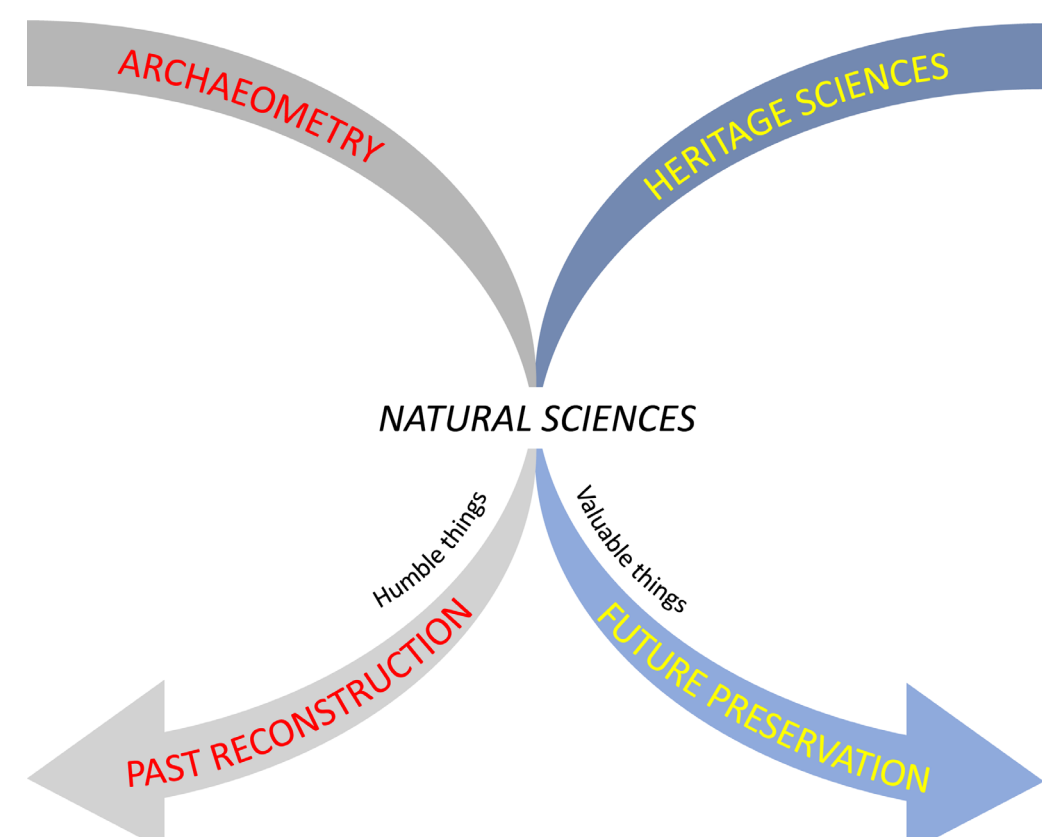 ARCHAEOMETRY
HERITAGE SCIENCES
NATURAL SCIENCES
Humble things
Valuable things
PAST RECONSTRUCTION
FUTURE PRESERVATION